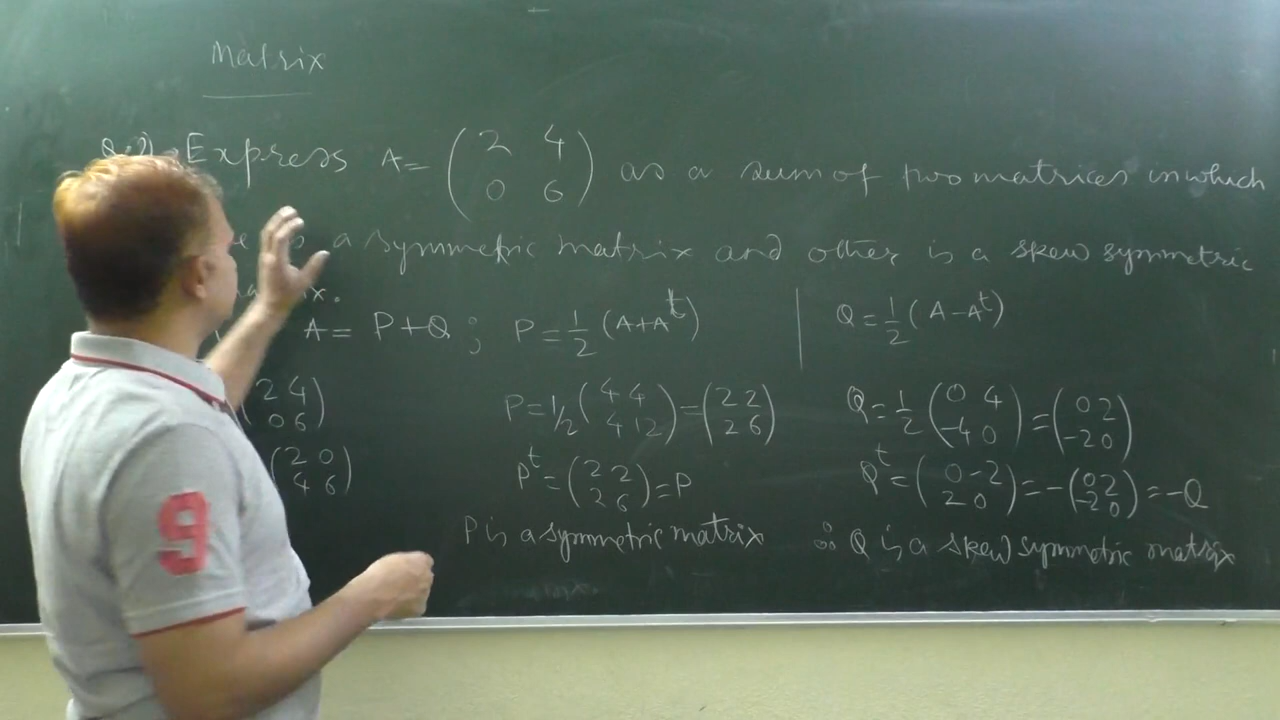 Matrix
Express A = ( 2 4 ; 0 6 ) as a sum of two matrices in which
a symmetric matrix and other is a skew symmetric
A = P+Q ; P = 1/2 (A+A^t) | Q = 1/2 (A-A^t)
( 2 4 ; 0 6 ) P = 1/2 ( 4 4 ; 4 12 ) = ( 2 2 ; 2 6 ) Q = 1/2 ( 0 4 ; -4 0 ) = ( 0 2 ; -2 0 )
( 2 0 ; 4 6 ) P^t = ( 2 2 ; 2 6 ) = P Q^t = ( 0 -2 ; 2 0 ) = - ( 0 2 ; -2 0 ) = -Q
P is a symmetric matrix ∴ Q is a skew symmetric matrix
9